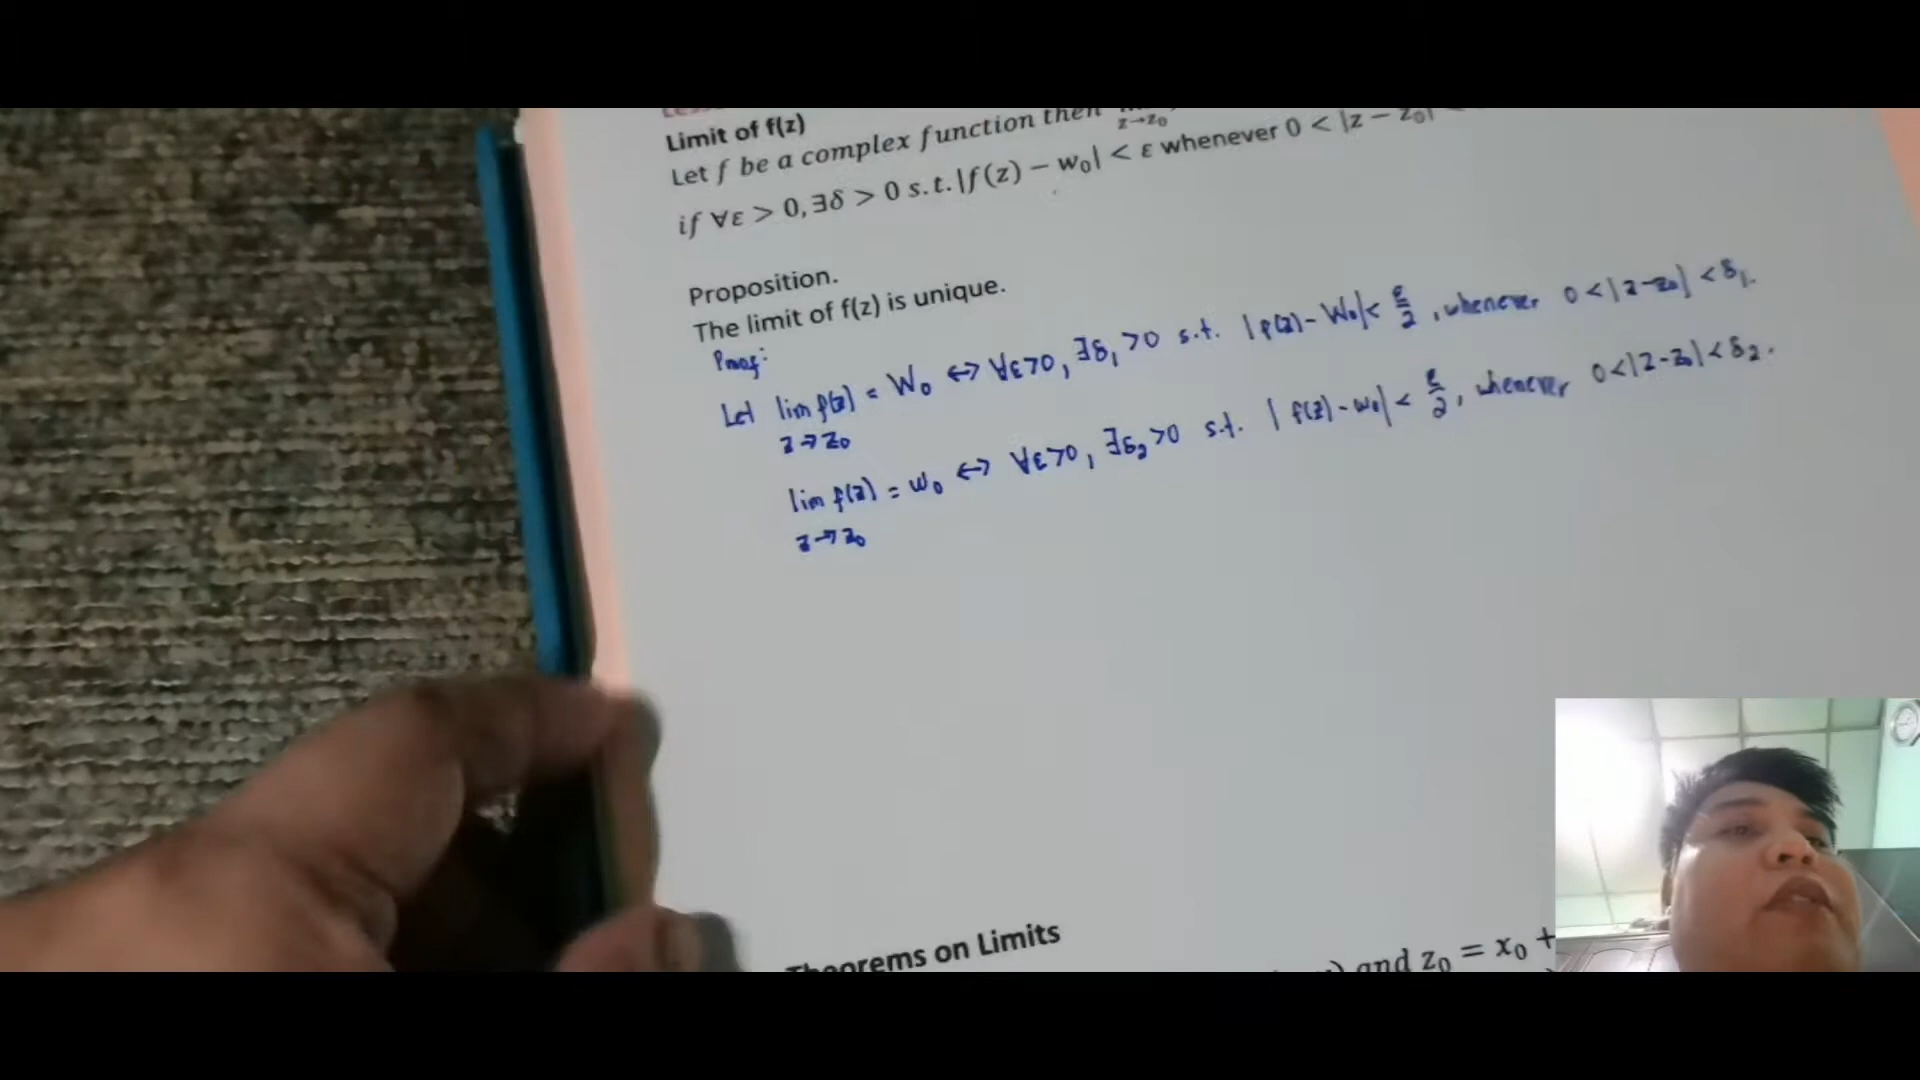 Limit of f(z)
Let f be a complex function then z→z₀
if ∀ε > 0, ∃δ > 0 s.t. |f(z) − w₀| < ε whenever 0 < |z − z₀| <
Proposition.
The limit of f(z) is unique.
Proof:
Let lim f(z) = W₀ ↔ ∀ε>0, ∃δ₁ >0 s.t. |f(z) - W₀| < ε/2, whenever 0<|z-z₀| <δ₁.
z→z₀
lim f(z) = w₀ ↔ ∀ε>0, ∃δ₂>0 s.t. |f(z) - w₀| < ε/2, whenever 0<|z-z₀|<δ₂.
z→z₀
Theorems on Limits
) and z₀ = x₀ +